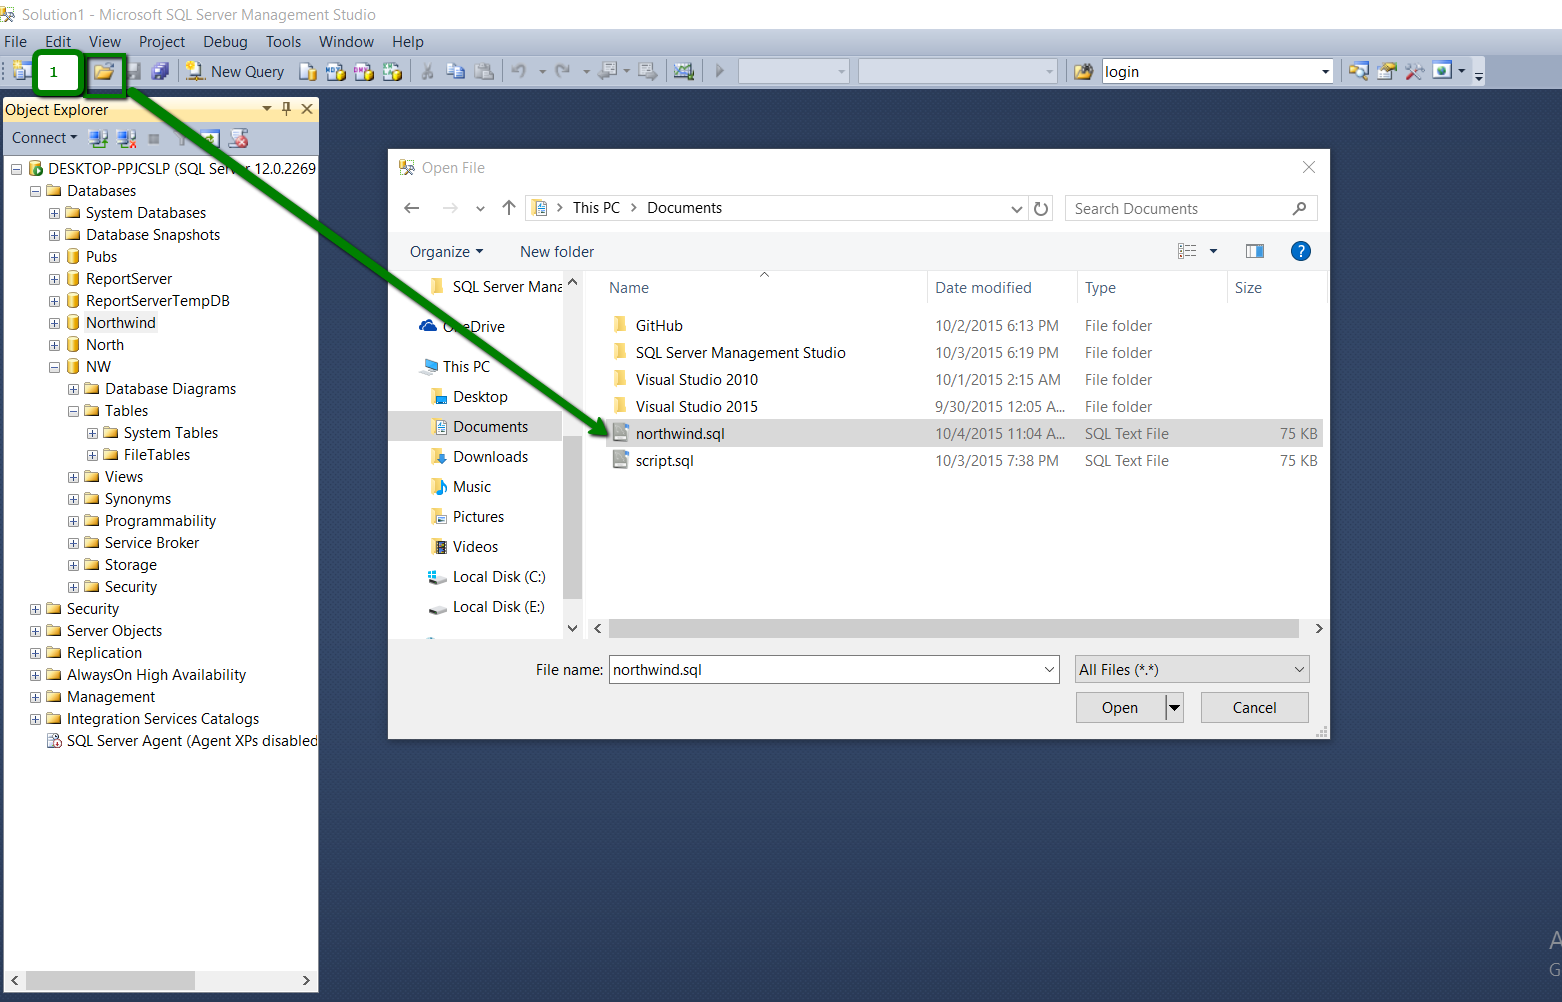 Solution1 - Microsoft SQL Server Management Studio
File Edit View Project Debug Tools Window Help
1
New Query
login
Object Explorer
Connect
DESKTOP-PPJCSLP (SQL Server 12.0.2269
Databases
System Databases
Database Snapshots
Pubs
ReportServer
ReportServerTempDB
Northwind
North
NW
Database Diagrams
Tables
System Tables
FileTables
Views
Synonyms
Programmability
Service Broker
Storage
Security
Security
Server Objects
Replication
AlwaysOn High Availability
Management
Integration Services Catalogs
SQL Server Agent (Agent XPs disabled
Open File
This PC > Documents
Search Documents
Organize
New folder
?
SQL Server Mana
OneDrive
This PC
Desktop
Documents
Downloads
Music
Pictures
Videos
Local Disk (C:)
Local Disk (E:)
Name Date modified Type Size
GitHub 10/2/2015 6:13 PM File folder
SQL Server Management Studio 10/3/2015 6:19 PM File folder
Visual Studio 2010 10/1/2015 2:15 AM File folder
Visual Studio 2015 9/30/2015 12:05 A... File folder
northwind.sql 10/4/2015 11:04 A... SQL Text File 75 KB
script.sql 10/3/2015 7:38 PM SQL Text File 75 KB
File name: northwind.sql
All Files (*.*)
Open
Cancel
A
G